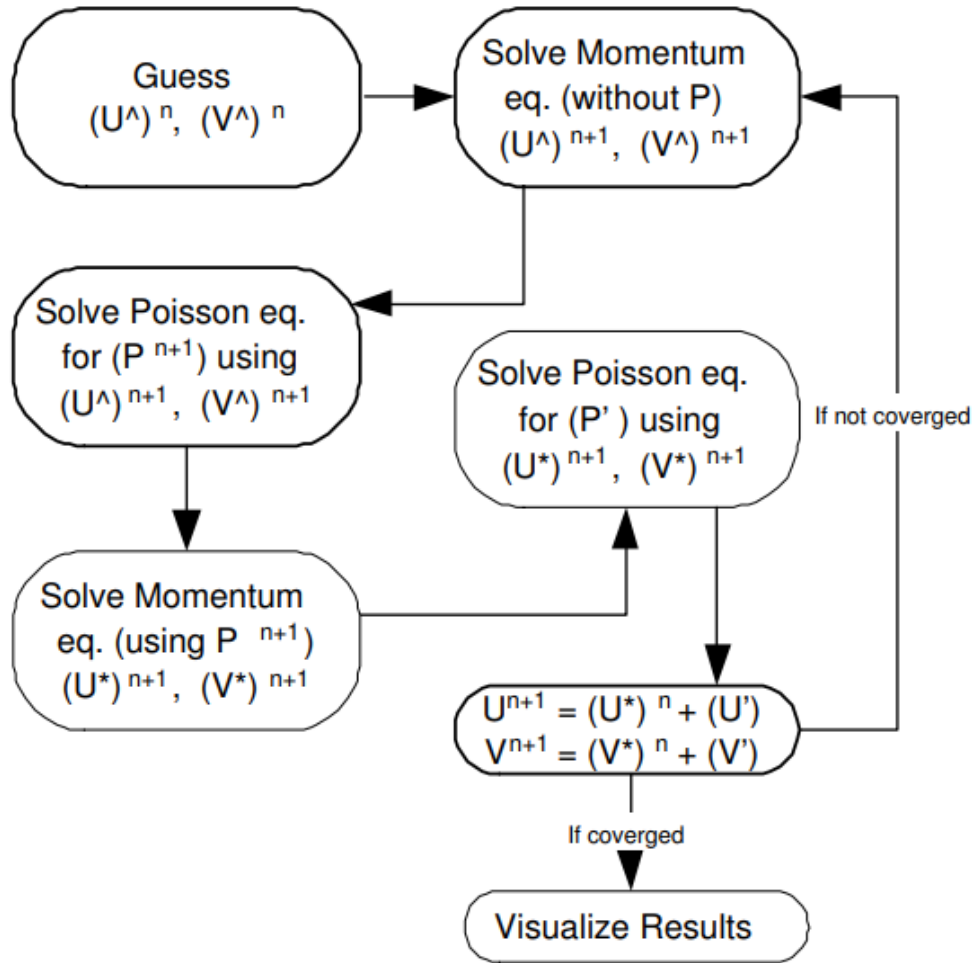 Guess
(U^) n, (V^) n
Solve Momentum
eq. (without P)
(U^) n+1, (V^) n+1
Solve Poisson eq.
for (P n+1) using
(U^) n+1, (V^) n+1
Solve Momentum
eq. (using P n+1)
(U*) n+1, (V*) n+1
Solve Poisson eq.
for (P' ) using
(U*) n+1, (V*) n+1
If not coverged
Un+1 = (U*) n + (U')
Vn+1 = (V*) n + (V')
If coverged
Visualize Results